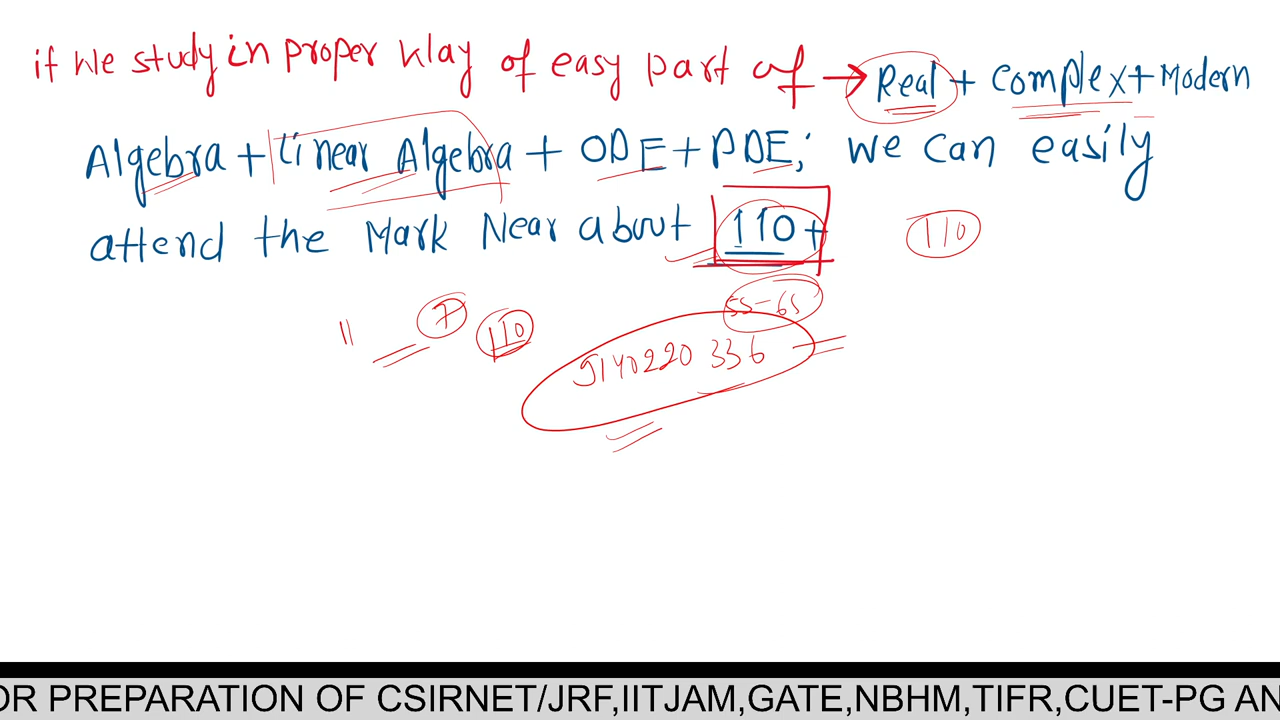 if we study in proper way of easy part of → Real + complex + Modern
Algebra + Linear Algebra + ODE + PDE; we can easily
attend the Mark Near about 110+ 110
55-65
7 110
9140220 336
OR PREPARATION OF CSIRNET/JRF,IITJAM,GATE,NBHM,TIFR,CUET-PG AN